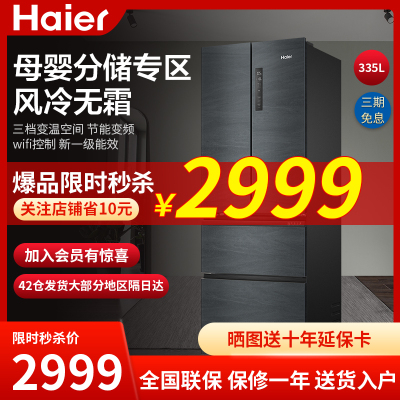 Haier
母婴分储专区
风冷无霜
三档变温空间 节能变频
wifi控制 新一级能效
Haier
335L
三期
免息
爆品限时秒杀
关注店铺省10元
¥2999
加入会员有惊喜
42仓发货大部分地区隔日达
限时秒杀价
2999
晒图送十年延保卡
全国联保 保修一年 送货入户